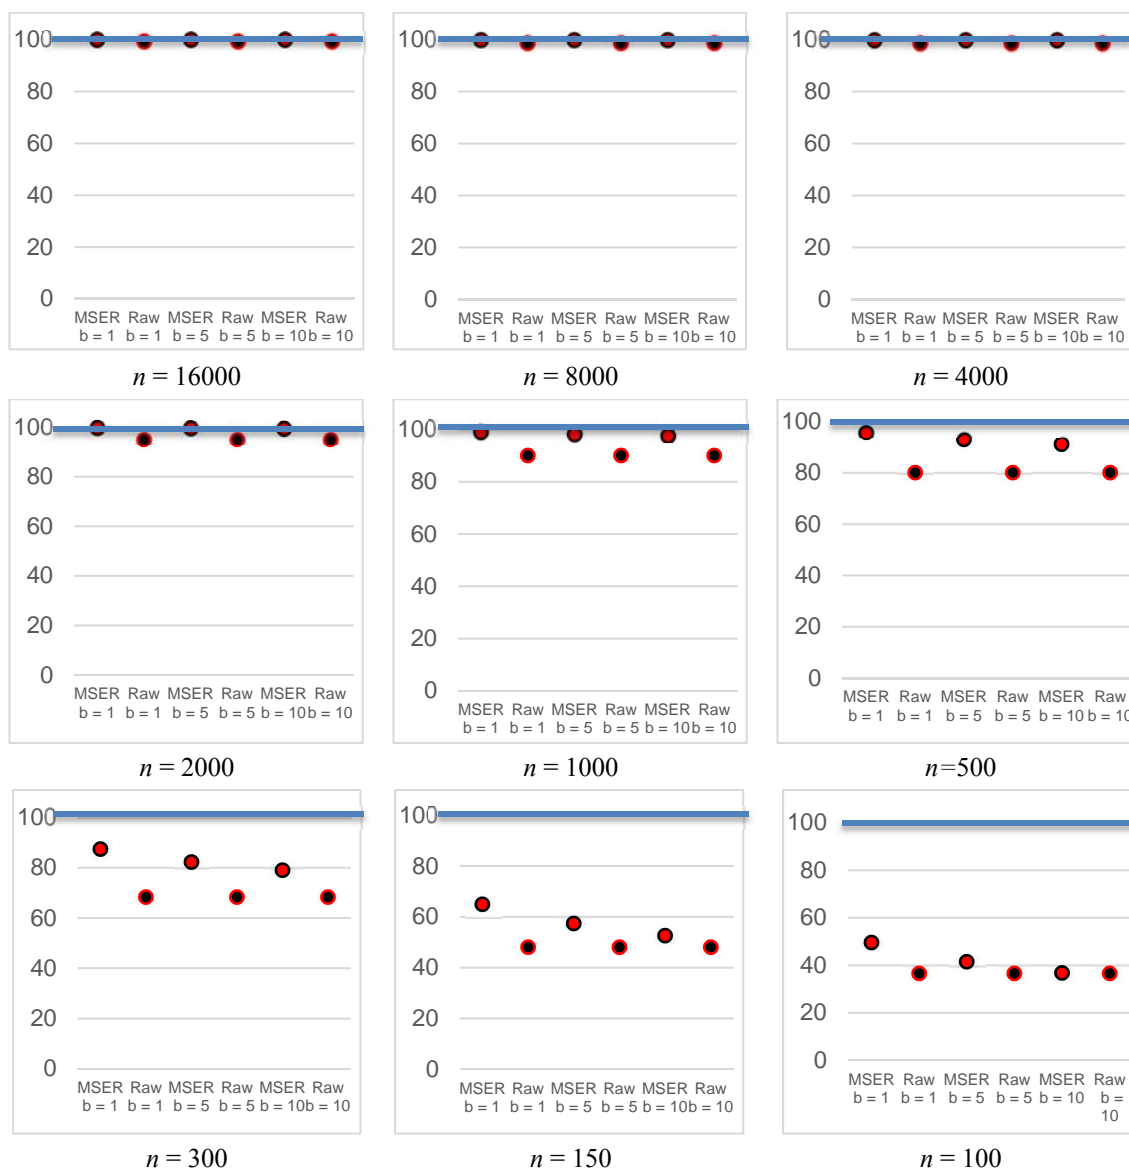 100
80
60
40
20
0
MSER Raw MSER Raw MSER Raw
b = 1 b = 1 b = 5 b = 5 b = 10 b = 10
n = 16000
100
80
60
40
20
0
MSER Raw MSER Raw MSER Raw
b = 1 b = 1 b = 5 b = 5 b = 10 b = 10
n = 8000
100
80
60
40
20
0
MSER Raw MSER Raw MSER Raw
b = 1 b = 1 b = 5 b = 5 b = 10 b = 10
n = 4000
100
80
60
40
20
0
MSER Raw MSER Raw MSER Raw
b = 1 b = 1 b = 5 b = 5 b = 10 b = 10
n = 2000
100
80
60
40
20
0
MSER Raw MSER Raw MSER Raw
b = 1 b = 1 b = 5 b = 5 b = 10 b = 10
n = 1000
100
80
60
40
20
0
MSER Raw MSER Raw MSER Raw
b = 1 b = 1 b = 5 b = 5 b = 10 b = 10
n=500
100
80
60
40
20
0
MSER Raw MSER Raw MSER Raw
b = 1 b = 1 b = 5 b = 5 b = 10 b = 10
n = 300
100
80
60
40
20
0
MSER Raw MSER Raw MSER Raw
b = 1 b = 1 b = 5 b = 5 b = 10 b = 10
n = 150
100
80
60
40
20
0
MSER Raw MSER Raw MSER Raw
b = 1 b = 1 b = 5 b = 5 b = 10 b =
10
n = 100